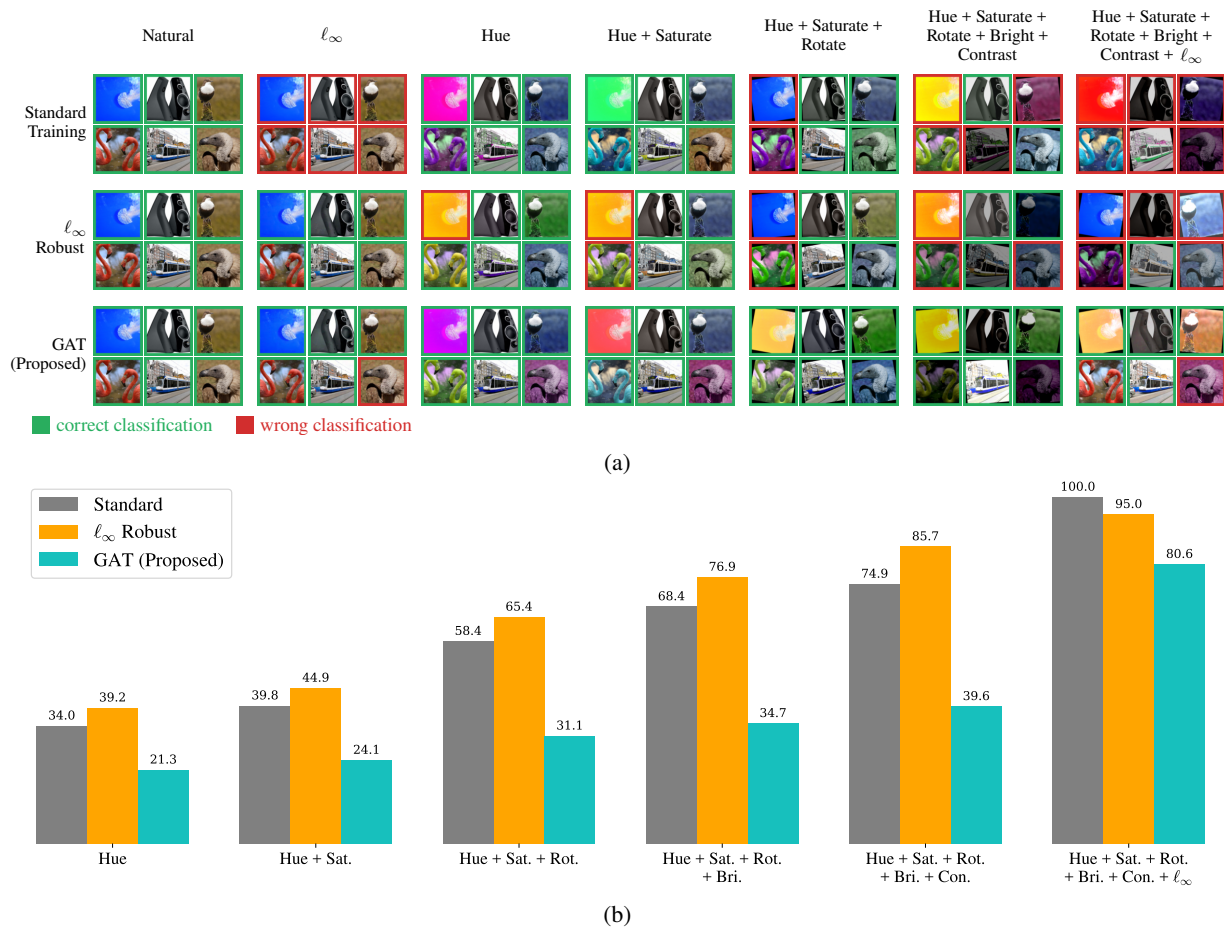 Natural
ℓ∞
Hue
Hue + Saturate
Hue + Saturate +
Rotate
Hue + Saturate +
Rotate + Bright +
Contrast
Hue + Saturate +
Rotate + Bright +
Contrast + ℓ∞
Standard
Training
ℓ∞
Robust
GAT
(Proposed)
correct classification
wrong classification
(a)
Standard
ℓ∞ Robust
GAT (Proposed)
34.0
39.2
21.3
39.8
44.9
24.1
58.4
65.4
31.1
68.4
76.9
34.7
74.9
85.7
39.6
100.0
95.0
80.6
Hue
Hue + Sat.
Hue + Sat. + Rot.
Hue + Sat. + Rot.
+ Bri.
Hue + Sat. + Rot.
+ Bri. + Con.
Hue + Sat. + Rot.
+ Bri. + Con. + ℓ∞
(b)